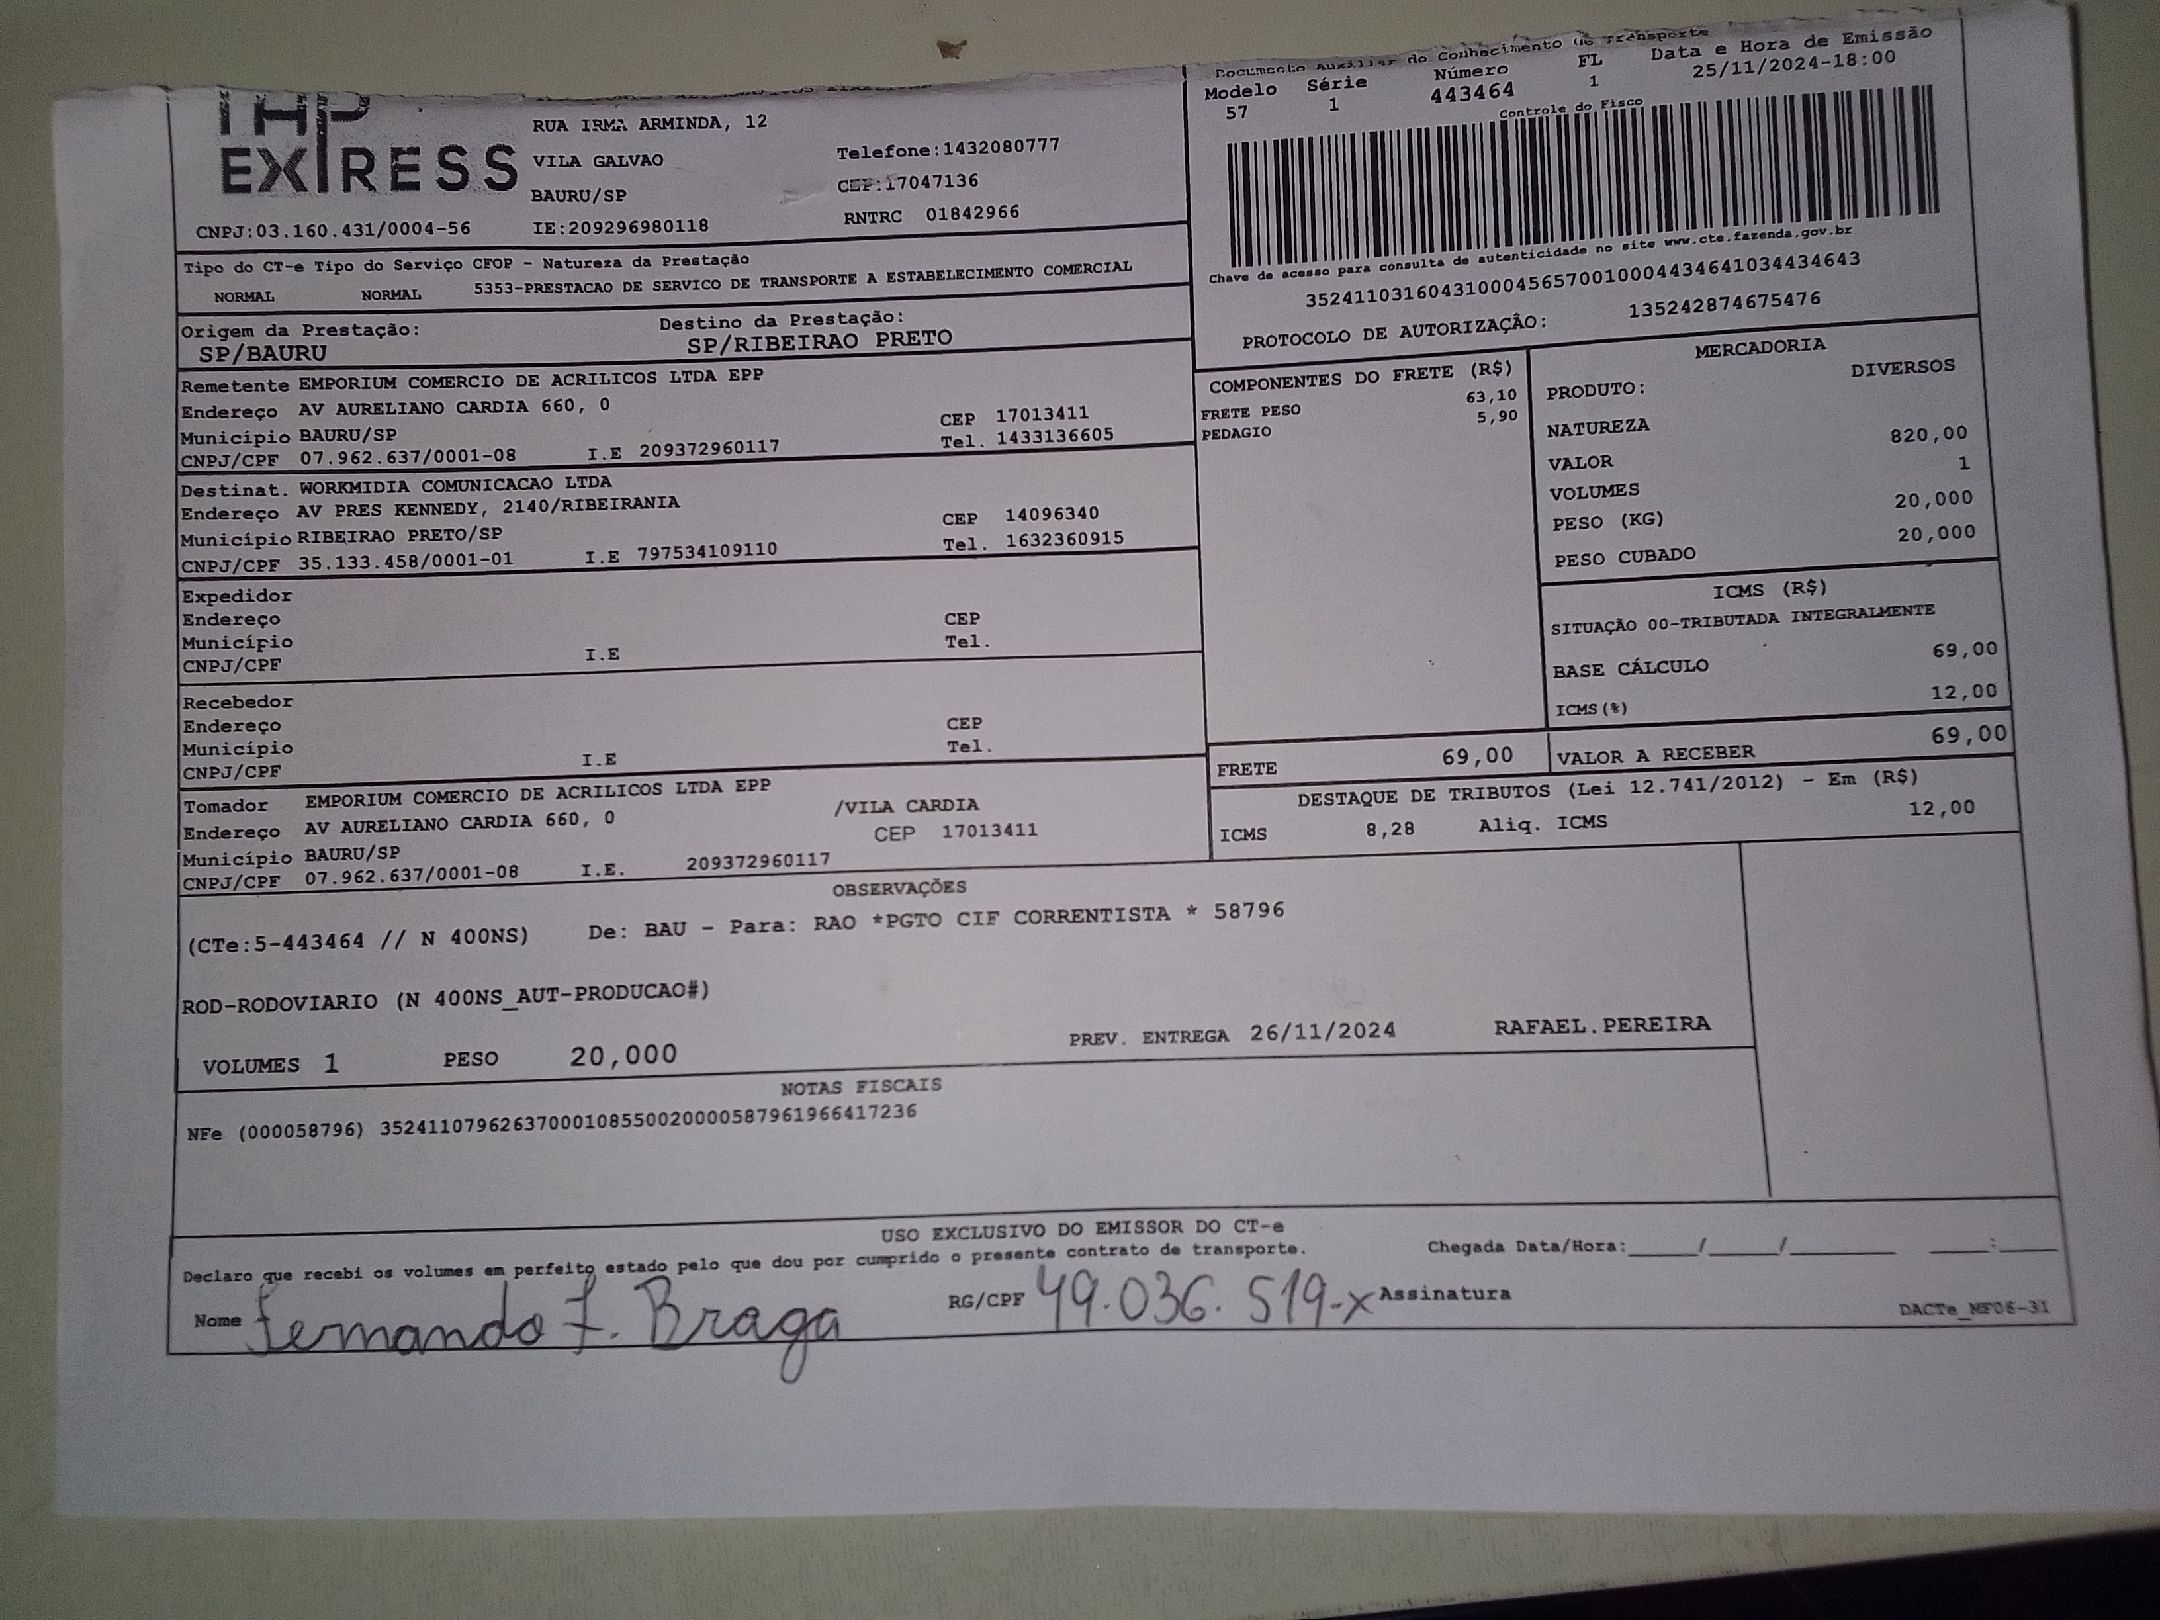 EXPRESS
RUA IRMA ARMINDA, 12
VILA GALVAO
BAURU/SP
Telefone:1432080777
CEP:17047136
RNTRC 01842966
CNPJ:03.160.431/0004-56 IE:209296980118
Documento Auxiliar do Conhecimento de Transporte
Modelo Série Número FL Data e Hora de Emissão
57 1 443464 1 25/11/2024-18:00
Controle do Fisco
Chave de acesso para consulta de autenticidade no site www.cte.fazenda.gov.br
35241103160431000456570010004434641034434643
PROTOCOLO DE AUTORIZAÇÃO: 135242874675476
Tipo do CT-e Tipo do Serviço CFOP - Natureza da Prestação
NORMAL NORMAL 5353-PRESTACAO DE SERVICO DE TRANSPORTE A ESTABELECIMENTO COMERCIAL
Origem da Prestação: Destino da Prestação:
SP/BAURU SP/RIBEIRAO PRETO
Remetente EMPORIUM COMERCIO DE ACRILICOS LTDA EPP
Endereço AV AURELIANO CARDIA 660, 0 CEP 17013411
Município BAURU/SP Tel. 1433136605
CNPJ/CPF 07.962.637/0001-08 I.E 209372960117
Destinat. WORKMIDIA COMUNICACAO LTDA
Endereço AV PRES KENNEDY, 2140/RIBEIRANIA CEP 14096340
Município RIBEIRAO PRETO/SP Tel. 1632360915
CNPJ/CPF 35.133.458/0001-01 I.E 797534109110
Expedidor
Endereço CEP
Município Tel.
CNPJ/CPF I.E
Recebedor
Endereço CEP
Município Tel.
CNPJ/CPF I.E
Tomador EMPORIUM COMERCIO DE ACRILICOS LTDA EPP
Endereço AV AURELIANO CARDIA 660, 0 /VILA CARDIA
Município BAURU/SP CEP 17013411
CNPJ/CPF 07.962.637/0001-08 I.E. 209372960117
COMPONENTES DO FRETE (R$)
FRETE PESO 63,10
PEDAGIO 5,90
MERCADORIA
PRODUTO: DIVERSOS
NATUREZA
VALOR 820,00
VOLUMES 1
PESO (KG) 20,000
PESO CUBADO 20,000
ICMS (R$)
SITUAÇÃO 00-TRIBUTADA INTEGRALMENTE
BASE CÁLCULO 69,00
ICMS(%) 12,00
FRETE 69,00 VALOR A RECEBER 69,00
DESTAQUE DE TRIBUTOS (Lei 12.741/2012) - Em (R$)
ICMS 8,28 Aliq. ICMS 12,00
OBSERVAÇÕES
(CTe:5-443464 // N 400NS) De: BAU - Para: RAO *PGTO CIF CORRENTISTA * 58796
ROD-RODOVIARIO (N 400NS_AUT-PRODUCAO#)
VOLUMES 1 PESO 20,000 PREV. ENTREGA 26/11/2024 RAFAEL.PEREIRA
NOTAS FISCAIS
NFe (000058796) 35241107962637000108550020000587961966417236
USO EXCLUSIVO DO EMISSOR DO CT-e
Declaro que recebi os volumes em perfeito estado pelo que dou por cumprido o presente contrato de transporte. Chegada Data/Hora:_____/_____/________ ____:____
Nome Fernando F. Braga RG/CPF 49.036.519-x Assinatura
DACTe_MF06-31